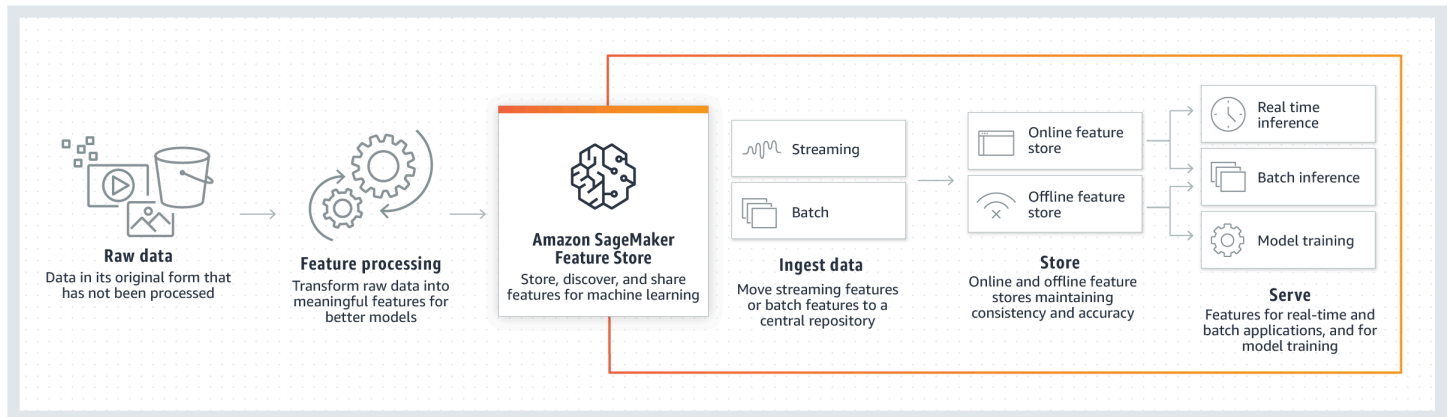 Raw data
Data in its original form that
has not been processed
Feature processing
Transform raw data into
meaningful features for
better models
Amazon SageMaker
Feature Store
Store, discover, and share
features for machine learning
Streaming
Batch
Ingest data
Move streaming features
or batch features to a
central repository
Online feature
store
Offline feature
store
Store
Online and offline feature
stores maintaining
consistency and accuracy
Real time
inference
Batch inference
Model training
Serve
Features for real-time and
batch applications, and for
model training